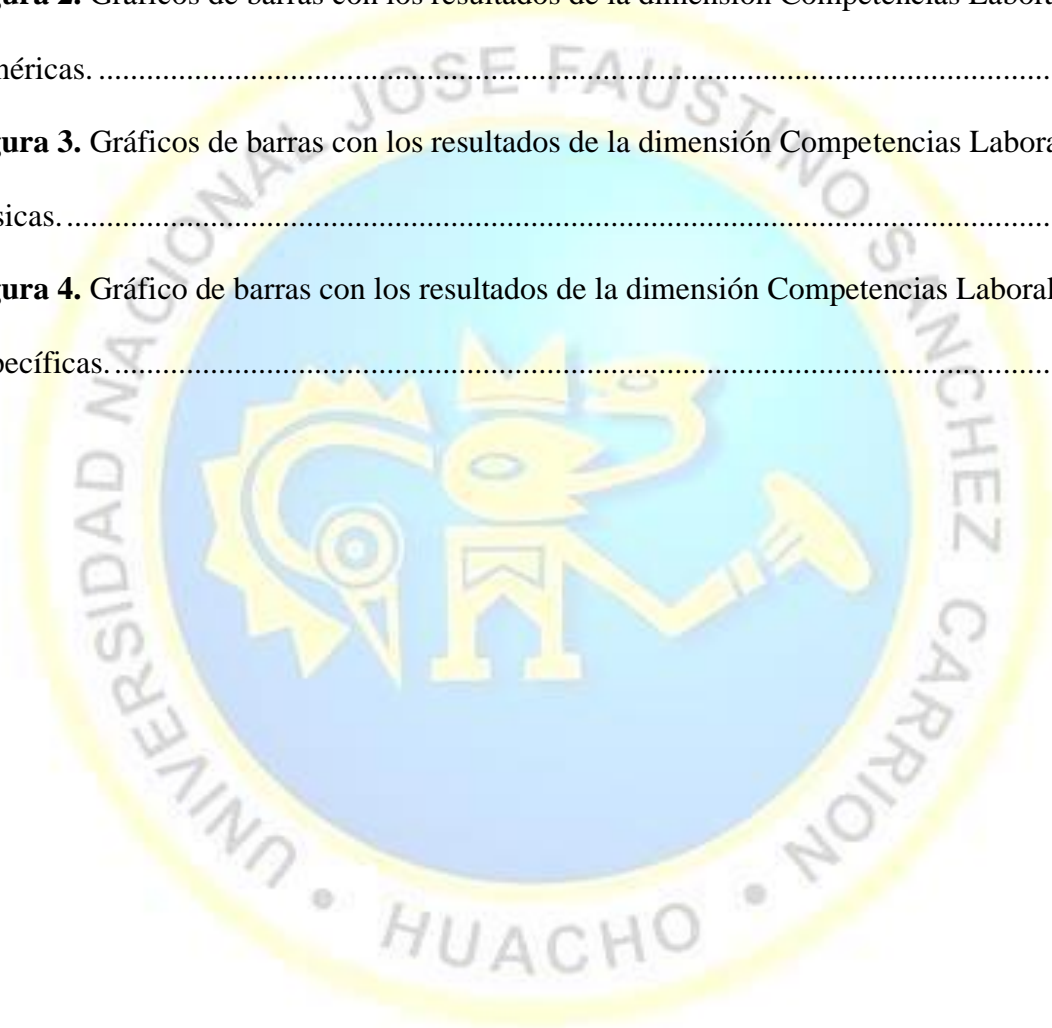 gura 2. Gráficos de barras con los resultados de la dimensión Competencias Labora
néricas. ........................................................................................................
gura 3. Gráficos de barras con los resultados de la dimensión Competencias Labora
sicas. ............................................................................................................
gura 4. Gráfico de barras con los resultados de la dimensión Competencias Laboral
pecíficas. .......................................................................................................
UNIVERSIDAD NACIONAL JOSE FAUSTINO SANCHEZ CARRION
• HUACHO •